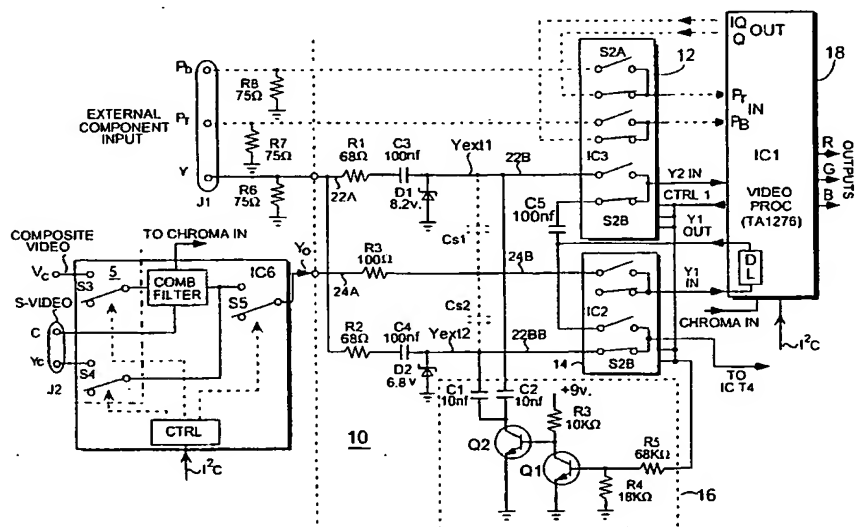 EXTERNAL
COMPONENT
INPUT
Pb
Pr
Y
J1
R8
75Ω
R7
75Ω
R6
75Ω
R1
68Ω
C3
100nf
D1
8.2v.
Yext1
22B
22A
Cs1
Cs2
S2A
12
IC3
S2B
C5
100nf
IQ
Q
OUT
Pr
IN
PB
18
IC1
VIDEO
PROC
(TA1276)
R
G
B
OUTPUTS
Y2 IN
CTRL 1
Y1
OUT
Y1
IN
DL
CHROMA IN
I²C
COMPOSITE
VIDEO
TO CHROMA IN
Vc
S3
5
COMB
FILTER
S-VIDEO
C
Yc
J2
S4
S5
IC6
CTRL
I²C
Yo
24A
R3
100Ω
24B
R2
68Ω
C4
100nf
D2
6.8 v
Yext2
22BB
IC2
14
S2B
TO
IC T4
10
C1
10nf
C2
10nf
+9v.
R3
10KΩ
Q2
Q1
R4
18KΩ
R5
68KΩ
16